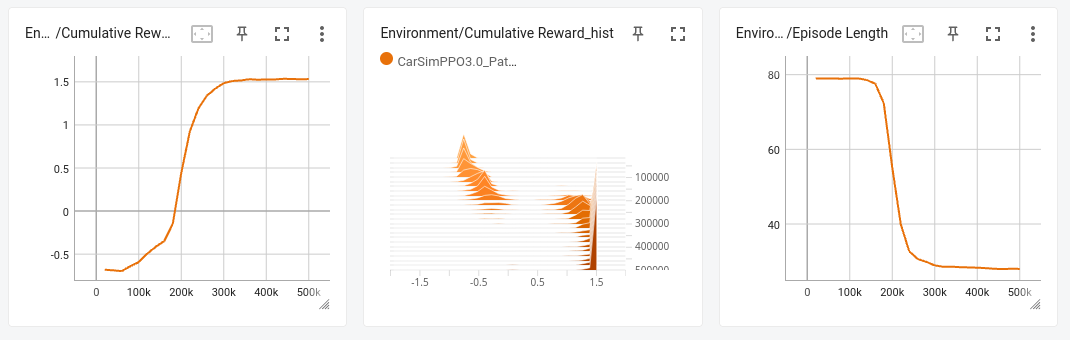 En... /Cumulative Rew...
1.5
1
0.5
0
-0.5
0 100k 200k 300k 400k 500k
Environment/Cumulative Reward_hist
CarSimPPO3.0_Pat...
100000
200000
300000
400000
500000
-1.5 -0.5 0.5 1.5
Enviro... /Episode Length
80
60
40
0 100k 200k 300k 400k 500k